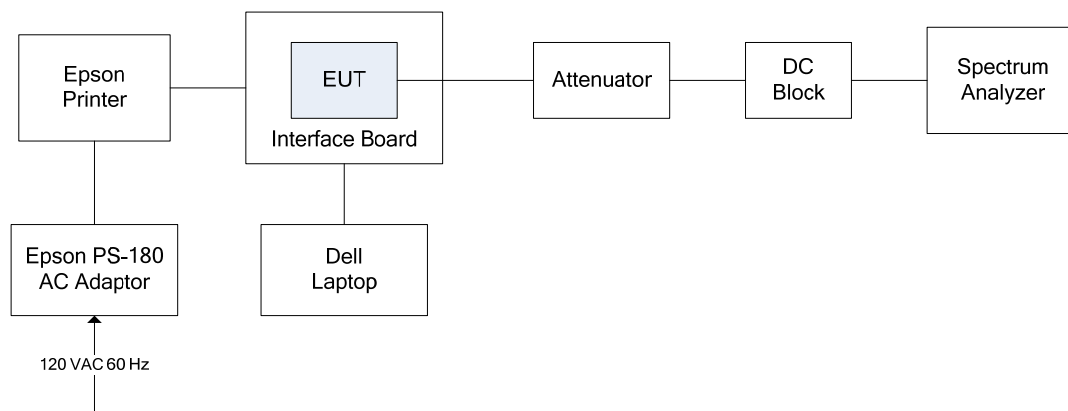 Epson
Printer
EUT
Interface Board
Attenuator
DC
Block
Spectrum
Analyzer
Epson PS-180
AC Adaptor
Dell
Laptop
120 VAC 60 Hz